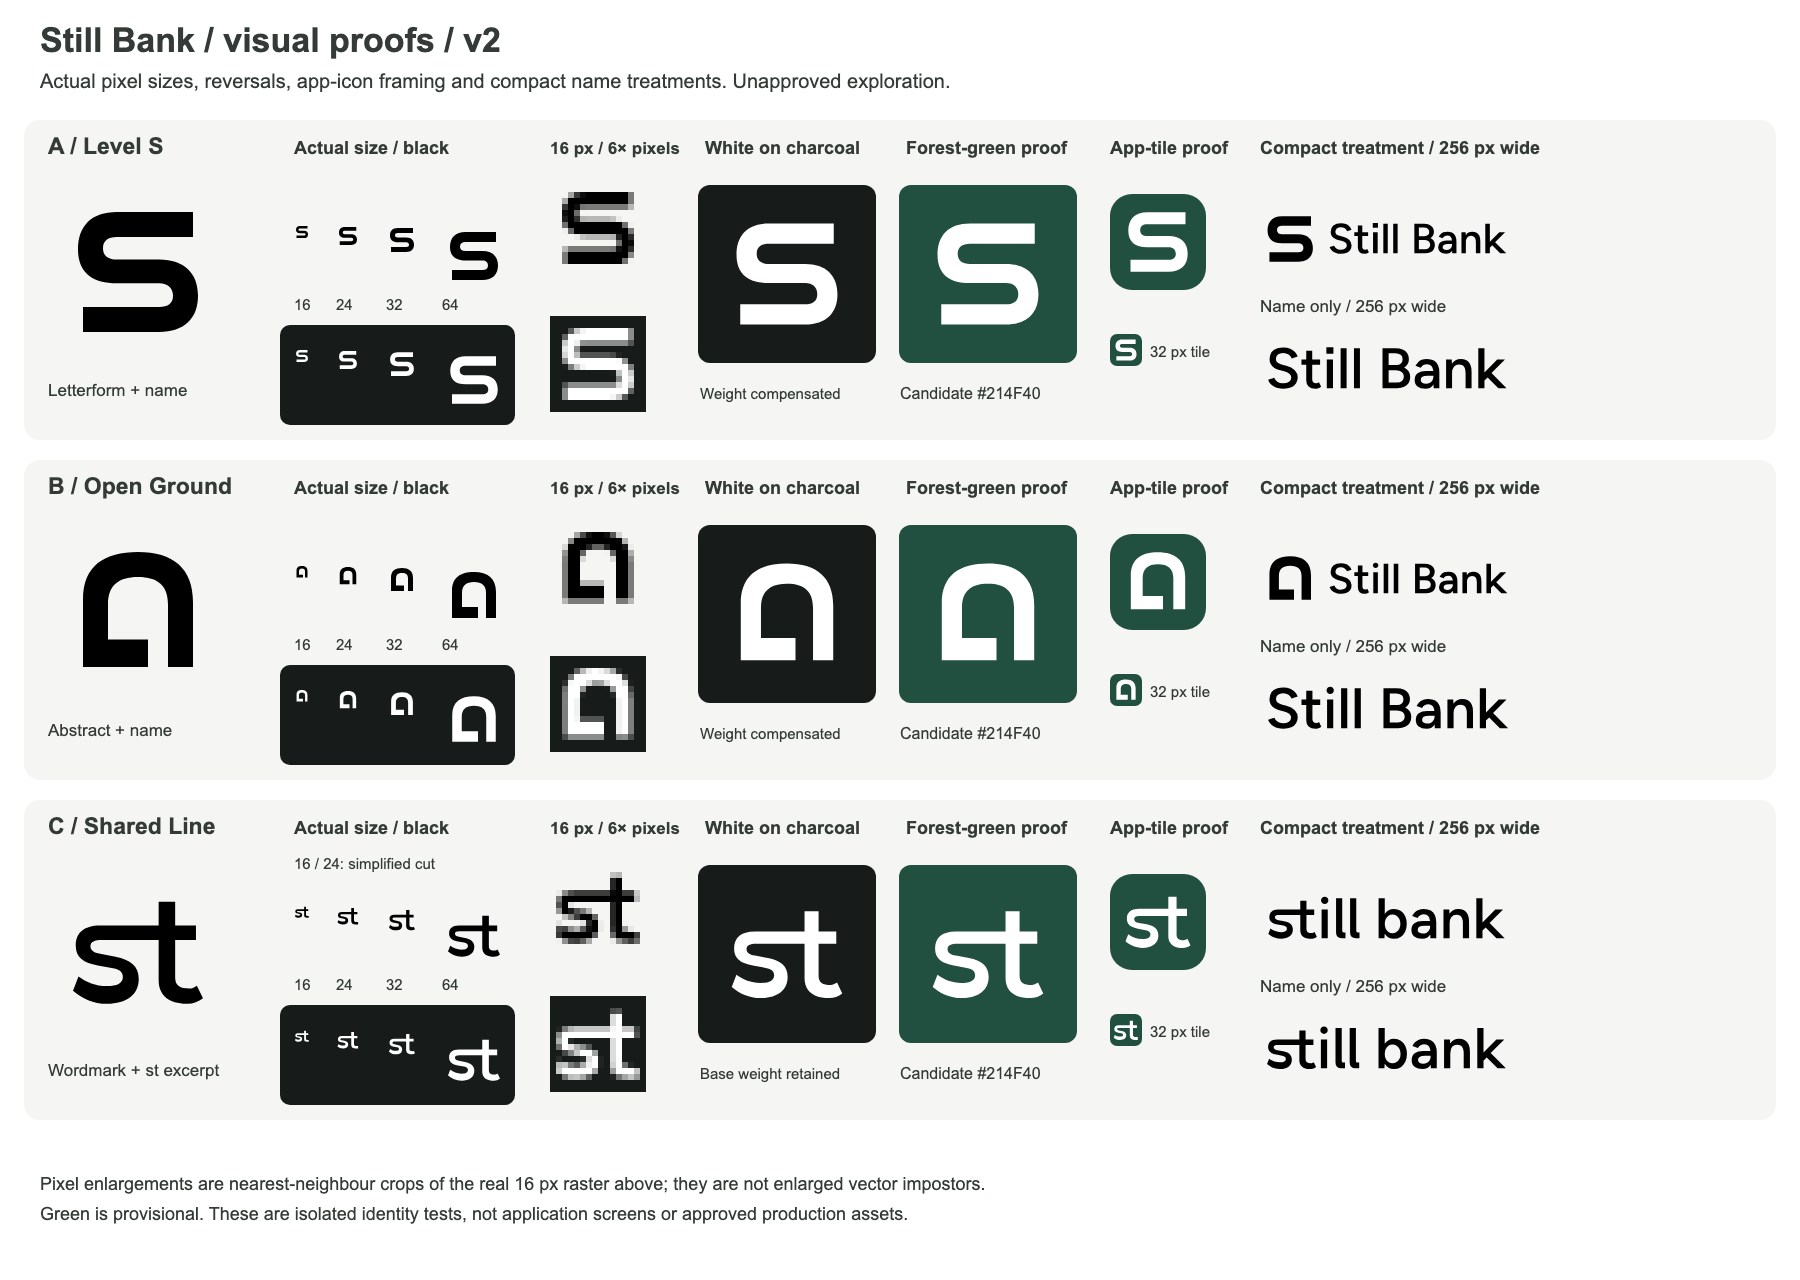 Still Bank / visual proofs / v2
Actual pixel sizes, reversals, app-icon framing and compact name treatments. Unapproved exploration.
A / Level S
Actual size / black
16 px / 6× pixels
White on charcoal
Forest-green proof
App-tile proof
Compact treatment / 256 px wide
S
S S S S
S
S
S
S
S Still Bank
16 24 32 64
Name only / 256 px wide
S S S S
S
S 32 px tile
Still Bank
Letterform + name
Weight compensated
Candidate #214F40
B / Open Ground
Actual size / black
16 px / 6× pixels
White on charcoal
Forest-green proof
App-tile proof
Compact treatment / 256 px wide
Still Bank
16 24 32 64
Name only / 256 px wide
32 px tile
Still Bank
Abstract + name
Weight compensated
Candidate #214F40
C / Shared Line
Actual size / black
16 px / 6× pixels
White on charcoal
Forest-green proof
App-tile proof
Compact treatment / 256 px wide
16 / 24: simplified cut
st
st st st st
st
st
st
st
still bank
16 24 32 64
Name only / 256 px wide
st st st st
st
st 32 px tile
still bank
Wordmark + st excerpt
Base weight retained
Candidate #214F40
Pixel enlargements are nearest-neighbour crops of the real 16 px raster above; they are not enlarged vector impostors.
Green is provisional. These are isolated identity tests, not application screens or approved production assets.